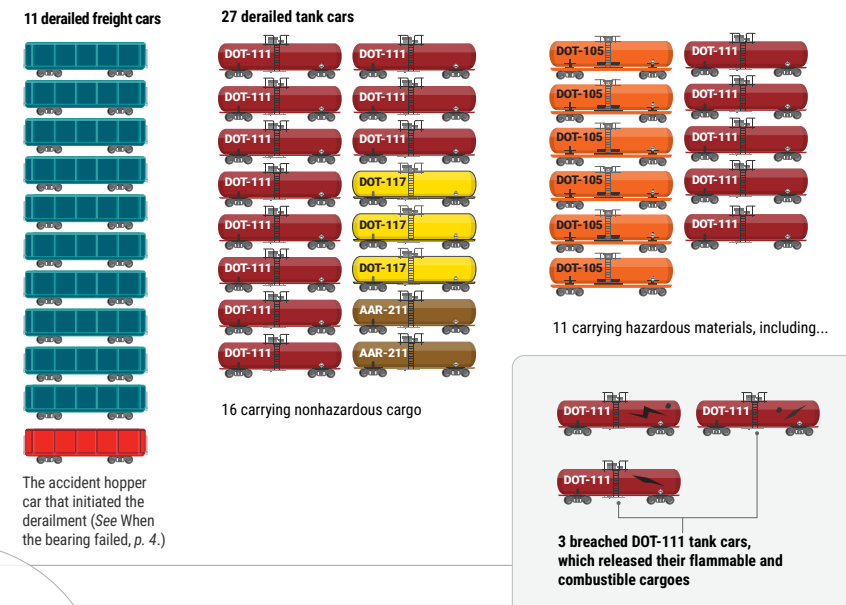 11 derailed freight cars
The accident hopper
car that initiated the
derailment (See When
the bearing failed, p. 4.)
27 derailed tank cars
DOT-111 DOT-111
DOT-111 DOT-111
DOT-111 DOT-111
DOT-111 DOT-117
DOT-111 DOT-117
DOT-111 DOT-117
DOT-111 AAR-211
DOT-111 AAR-211
16 carrying nonhazardous cargo
DOT-105 DOT-111
DOT-105 DOT-111
DOT-105 DOT-111
DOT-105 DOT-111
DOT-105 DOT-111
DOT-105
11 carrying hazardous materials, including...
DOT-111 DOT-111
DOT-111
3 breached DOT-111 tank cars,
which released their flammable and
combustible cargoes